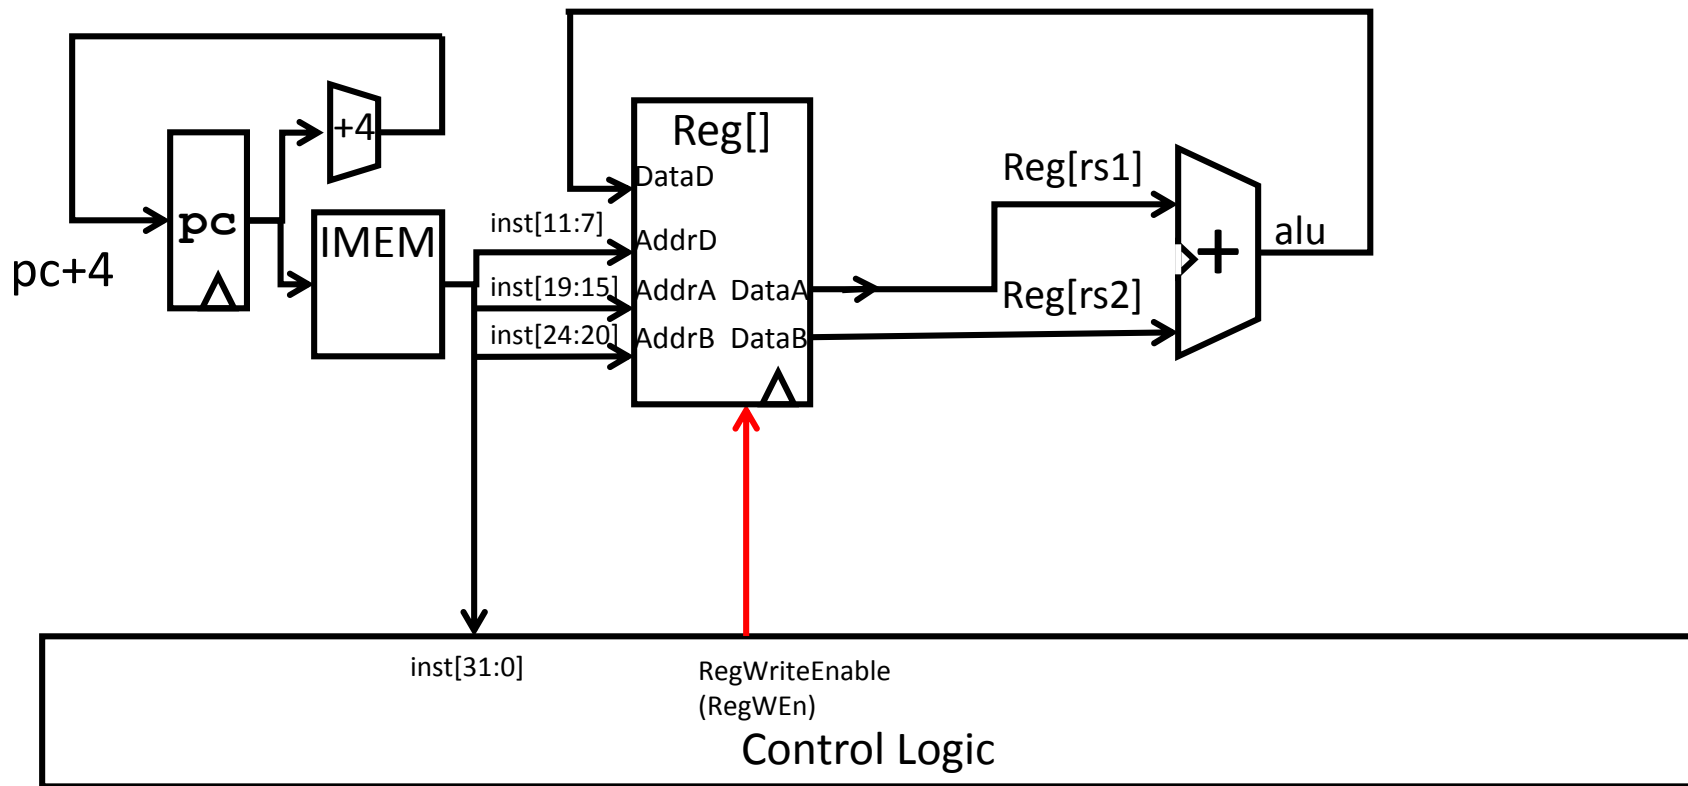 +4
Reg[]
pc
pc+4
IMEM
inst[11:7]
inst[19:15]
inst[24:20]
DataD
AddrD
AddrA DataA
AddrB DataB
Reg[rs1]
Reg[rs2]
+
alu
inst[31:0]
RegWriteEnable
(RegWEn)
Control Logic